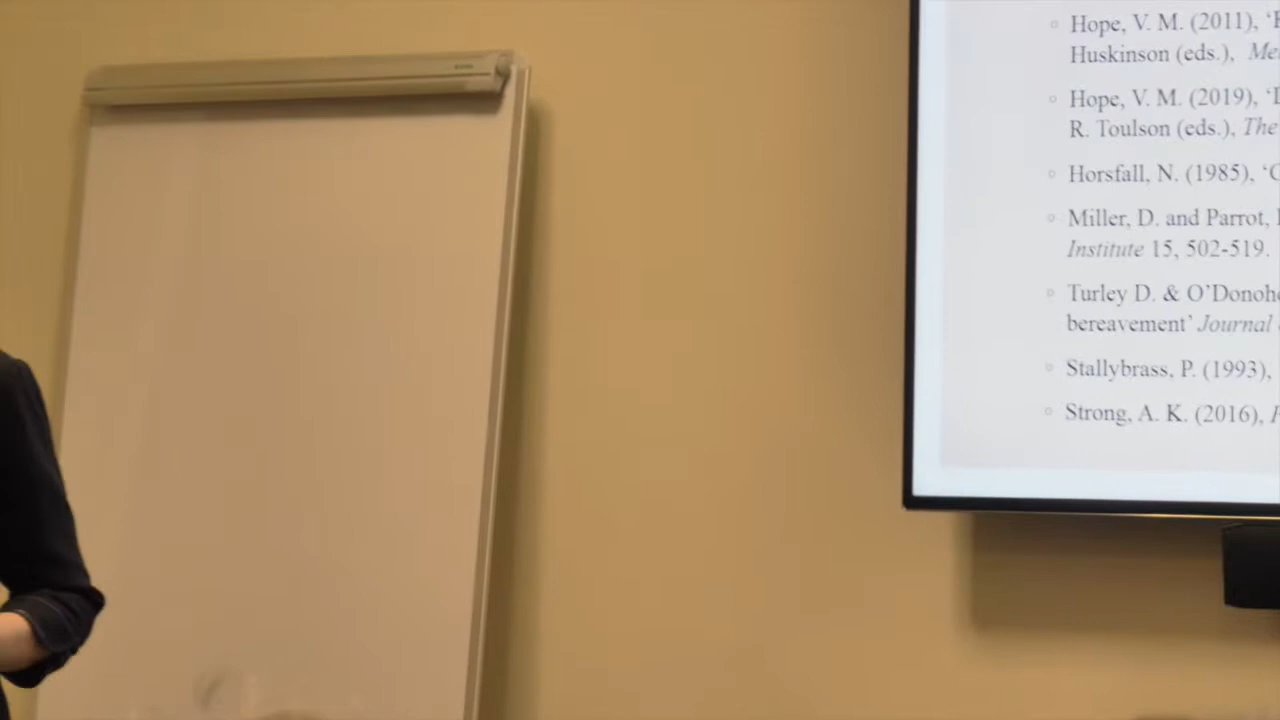 Hope, V. M. (2011), ‘
Huskinson (eds.), Me
Hope, V. M. (2019), ‘
R. Toulson (eds.), The
Horsfall, N. (1985), ‘
Miller, D. and Parrot,
Institute 15, 502-519.
Turley D. & O’Donoh
bereavement’ Journal
Stallybrass, P. (1993),
Strong, A. K. (2016),